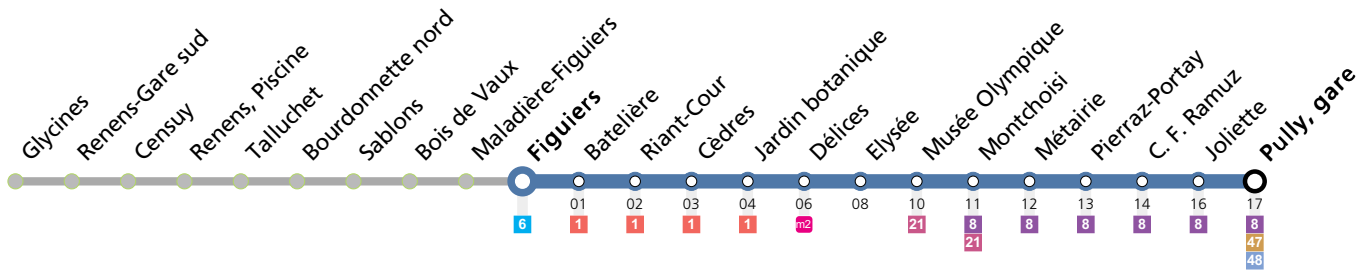 Glycines
Renens-Gare sud
Censuy
Renens, Piscine
Talluchet
Bourdonnette nord
Sablons
Bois de Vaux
Maladière-Figuiers
Figuiers
Batelière
Riant-Cour
Cèdres
Jardin botanique
Délices
Elysée
Musée Olympique
Montchoisi
Métairie
Pierraz-Portay
C. F. Ramuz
Joliette
Pully, gare
01 02 03 04 06 08 10 11 12 13 14 16 17
6 1 1 1 1 m2 21 8 8 8 8 8 8
21 47
48